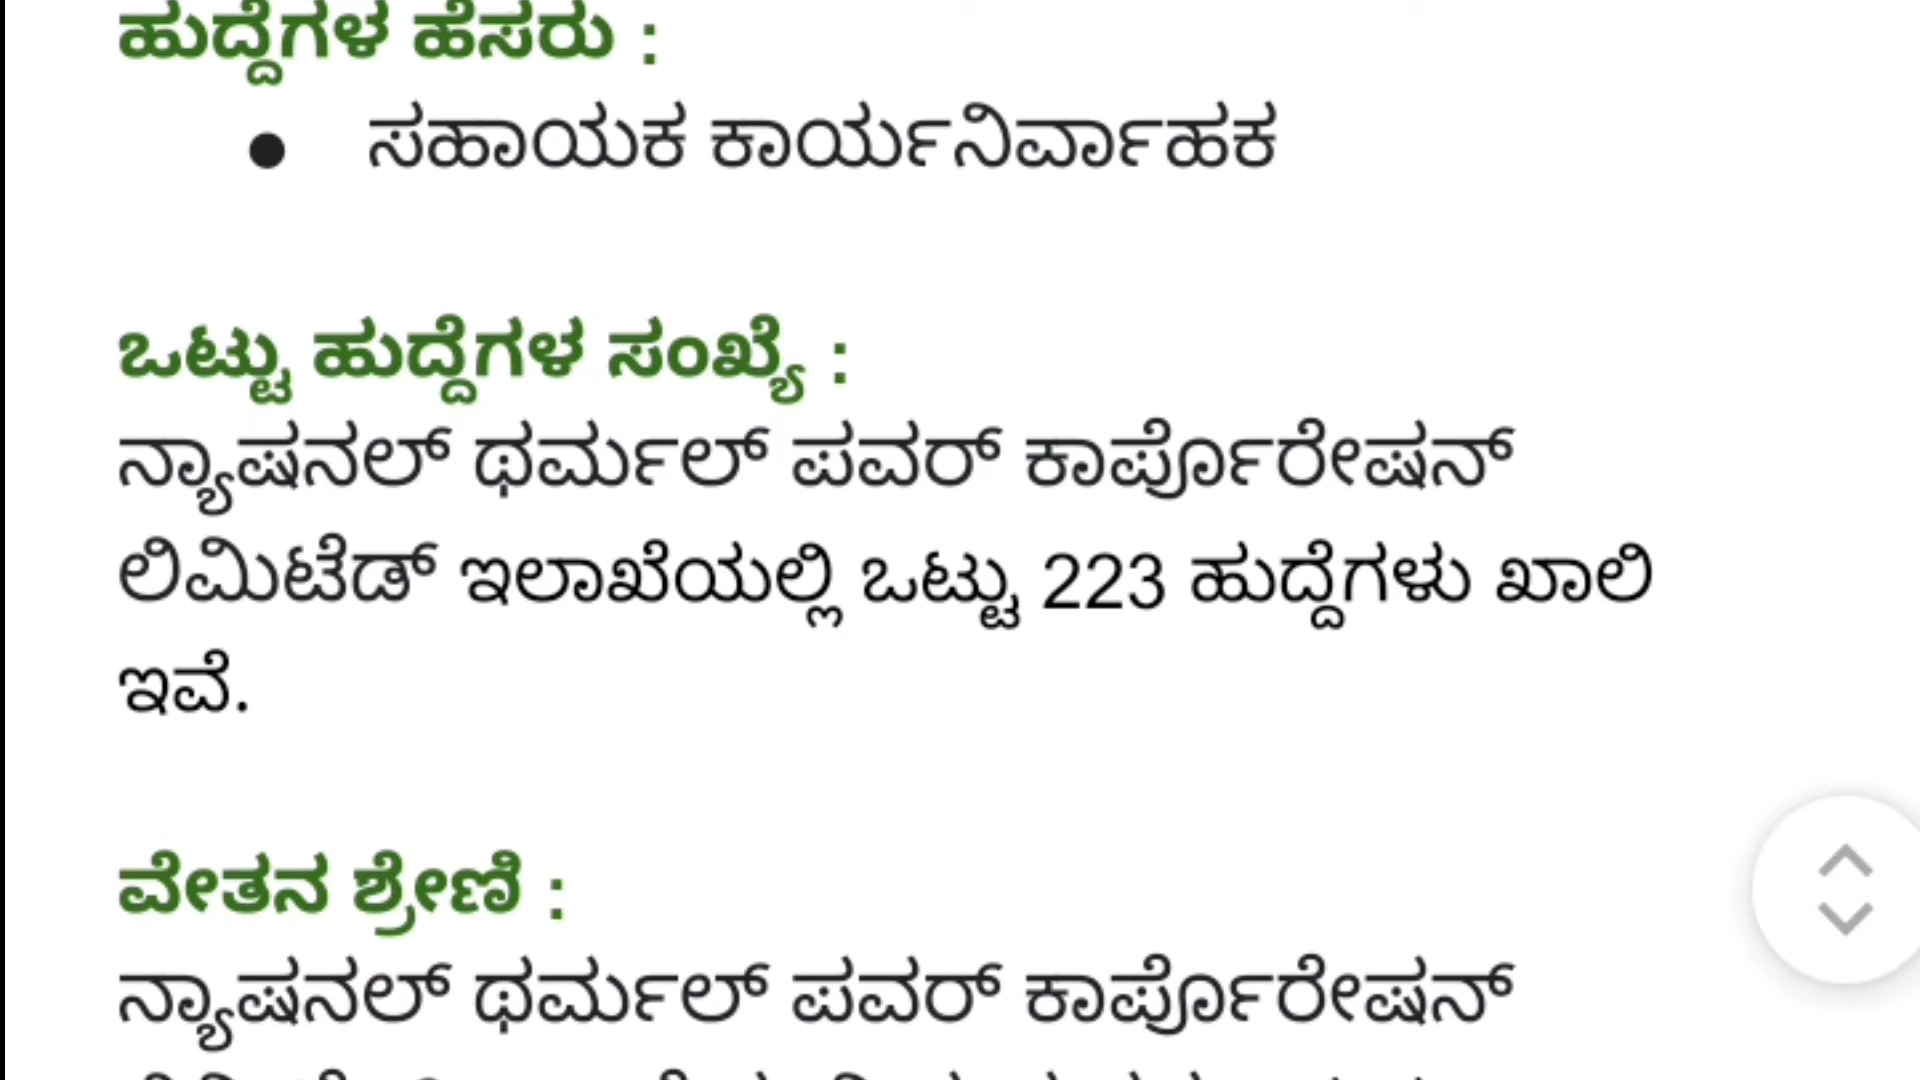 ಹುದ್ದೆಗಳ ಹೆಸರು :
● ಸಹಾಯಕ ಕಾರ್ಯನಿರ್ವಾಹಕ
ಒಟ್ಟು ಹುದ್ದೆಗಳ ಸಂಖ್ಯೆ :
ನ್ಯಾಷನಲ್ ಥರ್ಮಲ್ ಪವರ್ ಕಾರ್ಪೊರೇಷನ್
ಲಿಮಿಟೆಡ್ ಇಲಾಖೆಯಲ್ಲಿ ಒಟ್ಟು 223 ಹುದ್ದೆಗಳು ಖಾಲಿ
ಇವೆ.
ವೇತನ ಶ್ರೇಣಿ :
ನ್ಯಾಷನಲ್ ಥರ್ಮಲ್ ಪವರ್ ಕಾರ್ಪೊರೇಷನ್